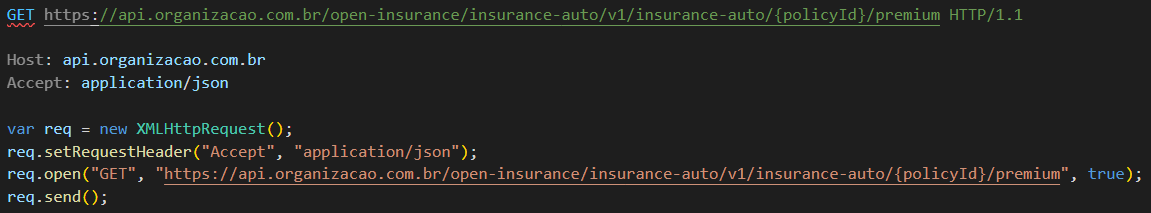 GET https://api.organizacao.com.br/open-insurance/insurance-auto/v1/insurance-auto/{policyId}/premium HTTP/1.1
Host: api.organizacao.com.br
Accept: application/json
var req = new XMLHttpRequest();
req.setRequestHeader("Accept", "application/json");
req.open("GET", "https://api.organizacao.com.br/open-insurance/insurance-auto/v1/insurance-auto/{policyId}/premium", true);
req.send();